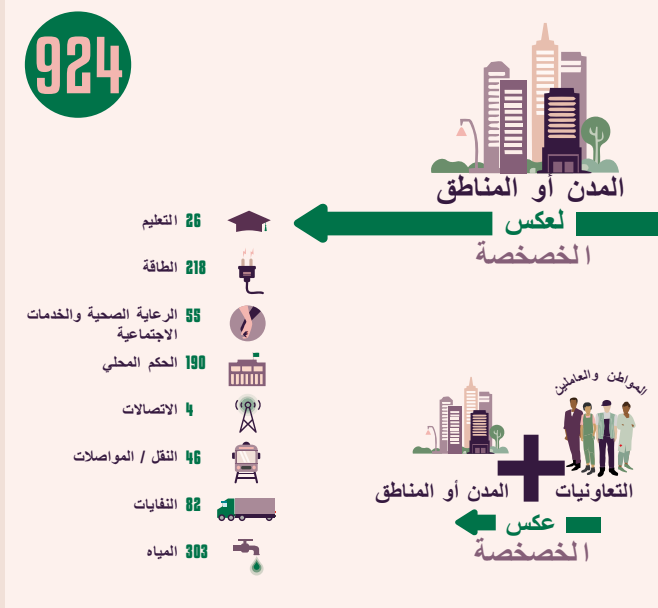 924
المدن أو المناطق
لعكس
الخصخصة
26 التعليم
218 الطاقة
55 الرعاية الصحية والخدمات
الاجتماعية
190 الحكم المحلي
4 الاتصالات
46 النقل / المواصلات
82 النفايات
303 المياه
المواطن والعاملين
التعاونيات
المدن أو المناطق
عكس
الخصخصة